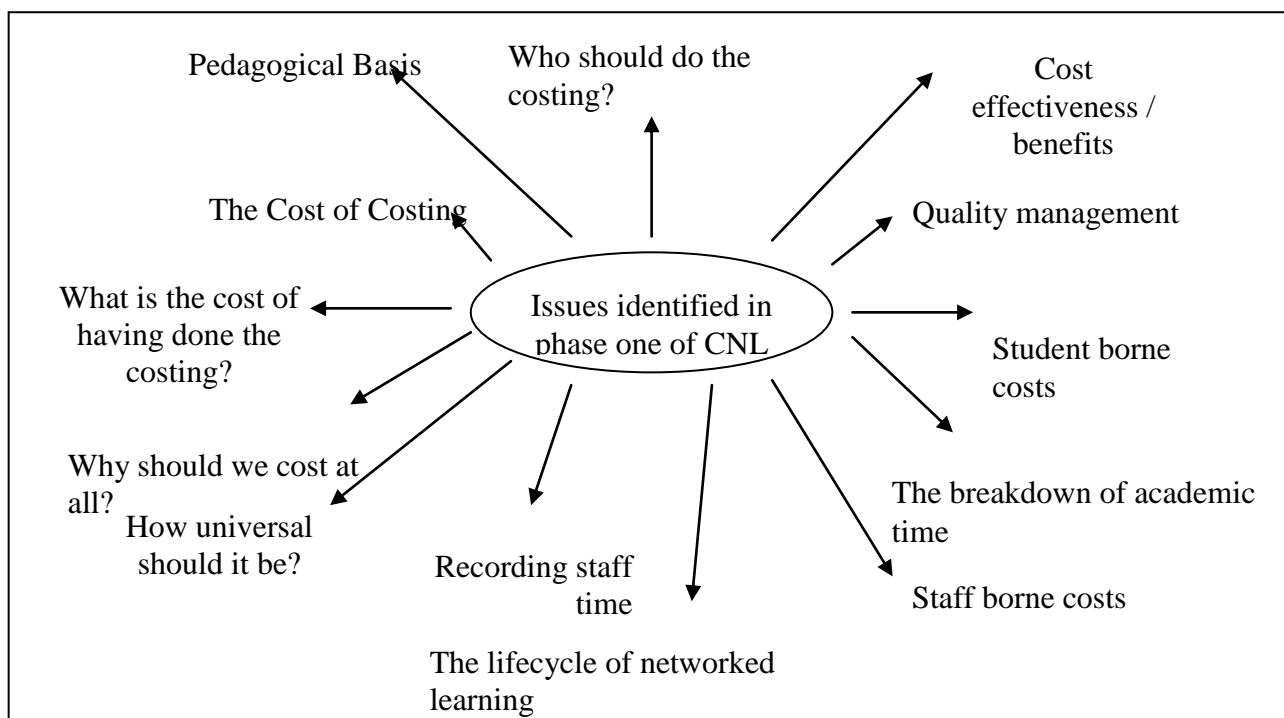 Pedagogical Basis
Who should do the
costing?
Cost
effectiveness /
benefits
The Cost of Costing
Quality management
What is the cost of
having done the
costing?
Issues identified in
phase one of CNL
Student borne
costs
Why should we cost at
all?
How universal
should it be?
The breakdown of academic
time
Recording staff
time
Staff borne costs
The lifecycle of networked
learning